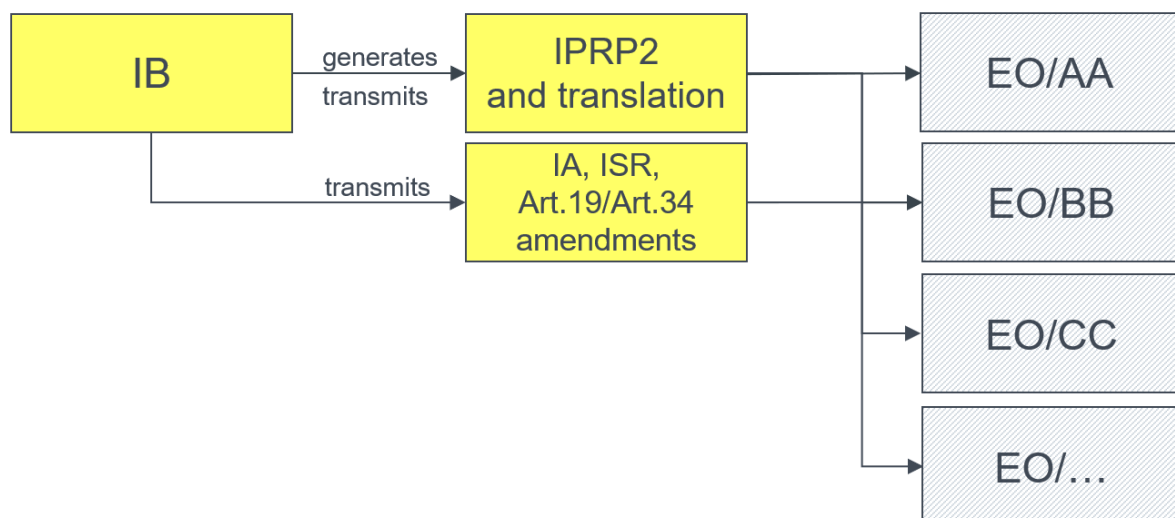 IB
generates
transmits
IPRP2
and translation
EO/AA
transmits
IA, ISR,
Art.19/Art.34
amendments
EO/BB
EO/CC
EO/…